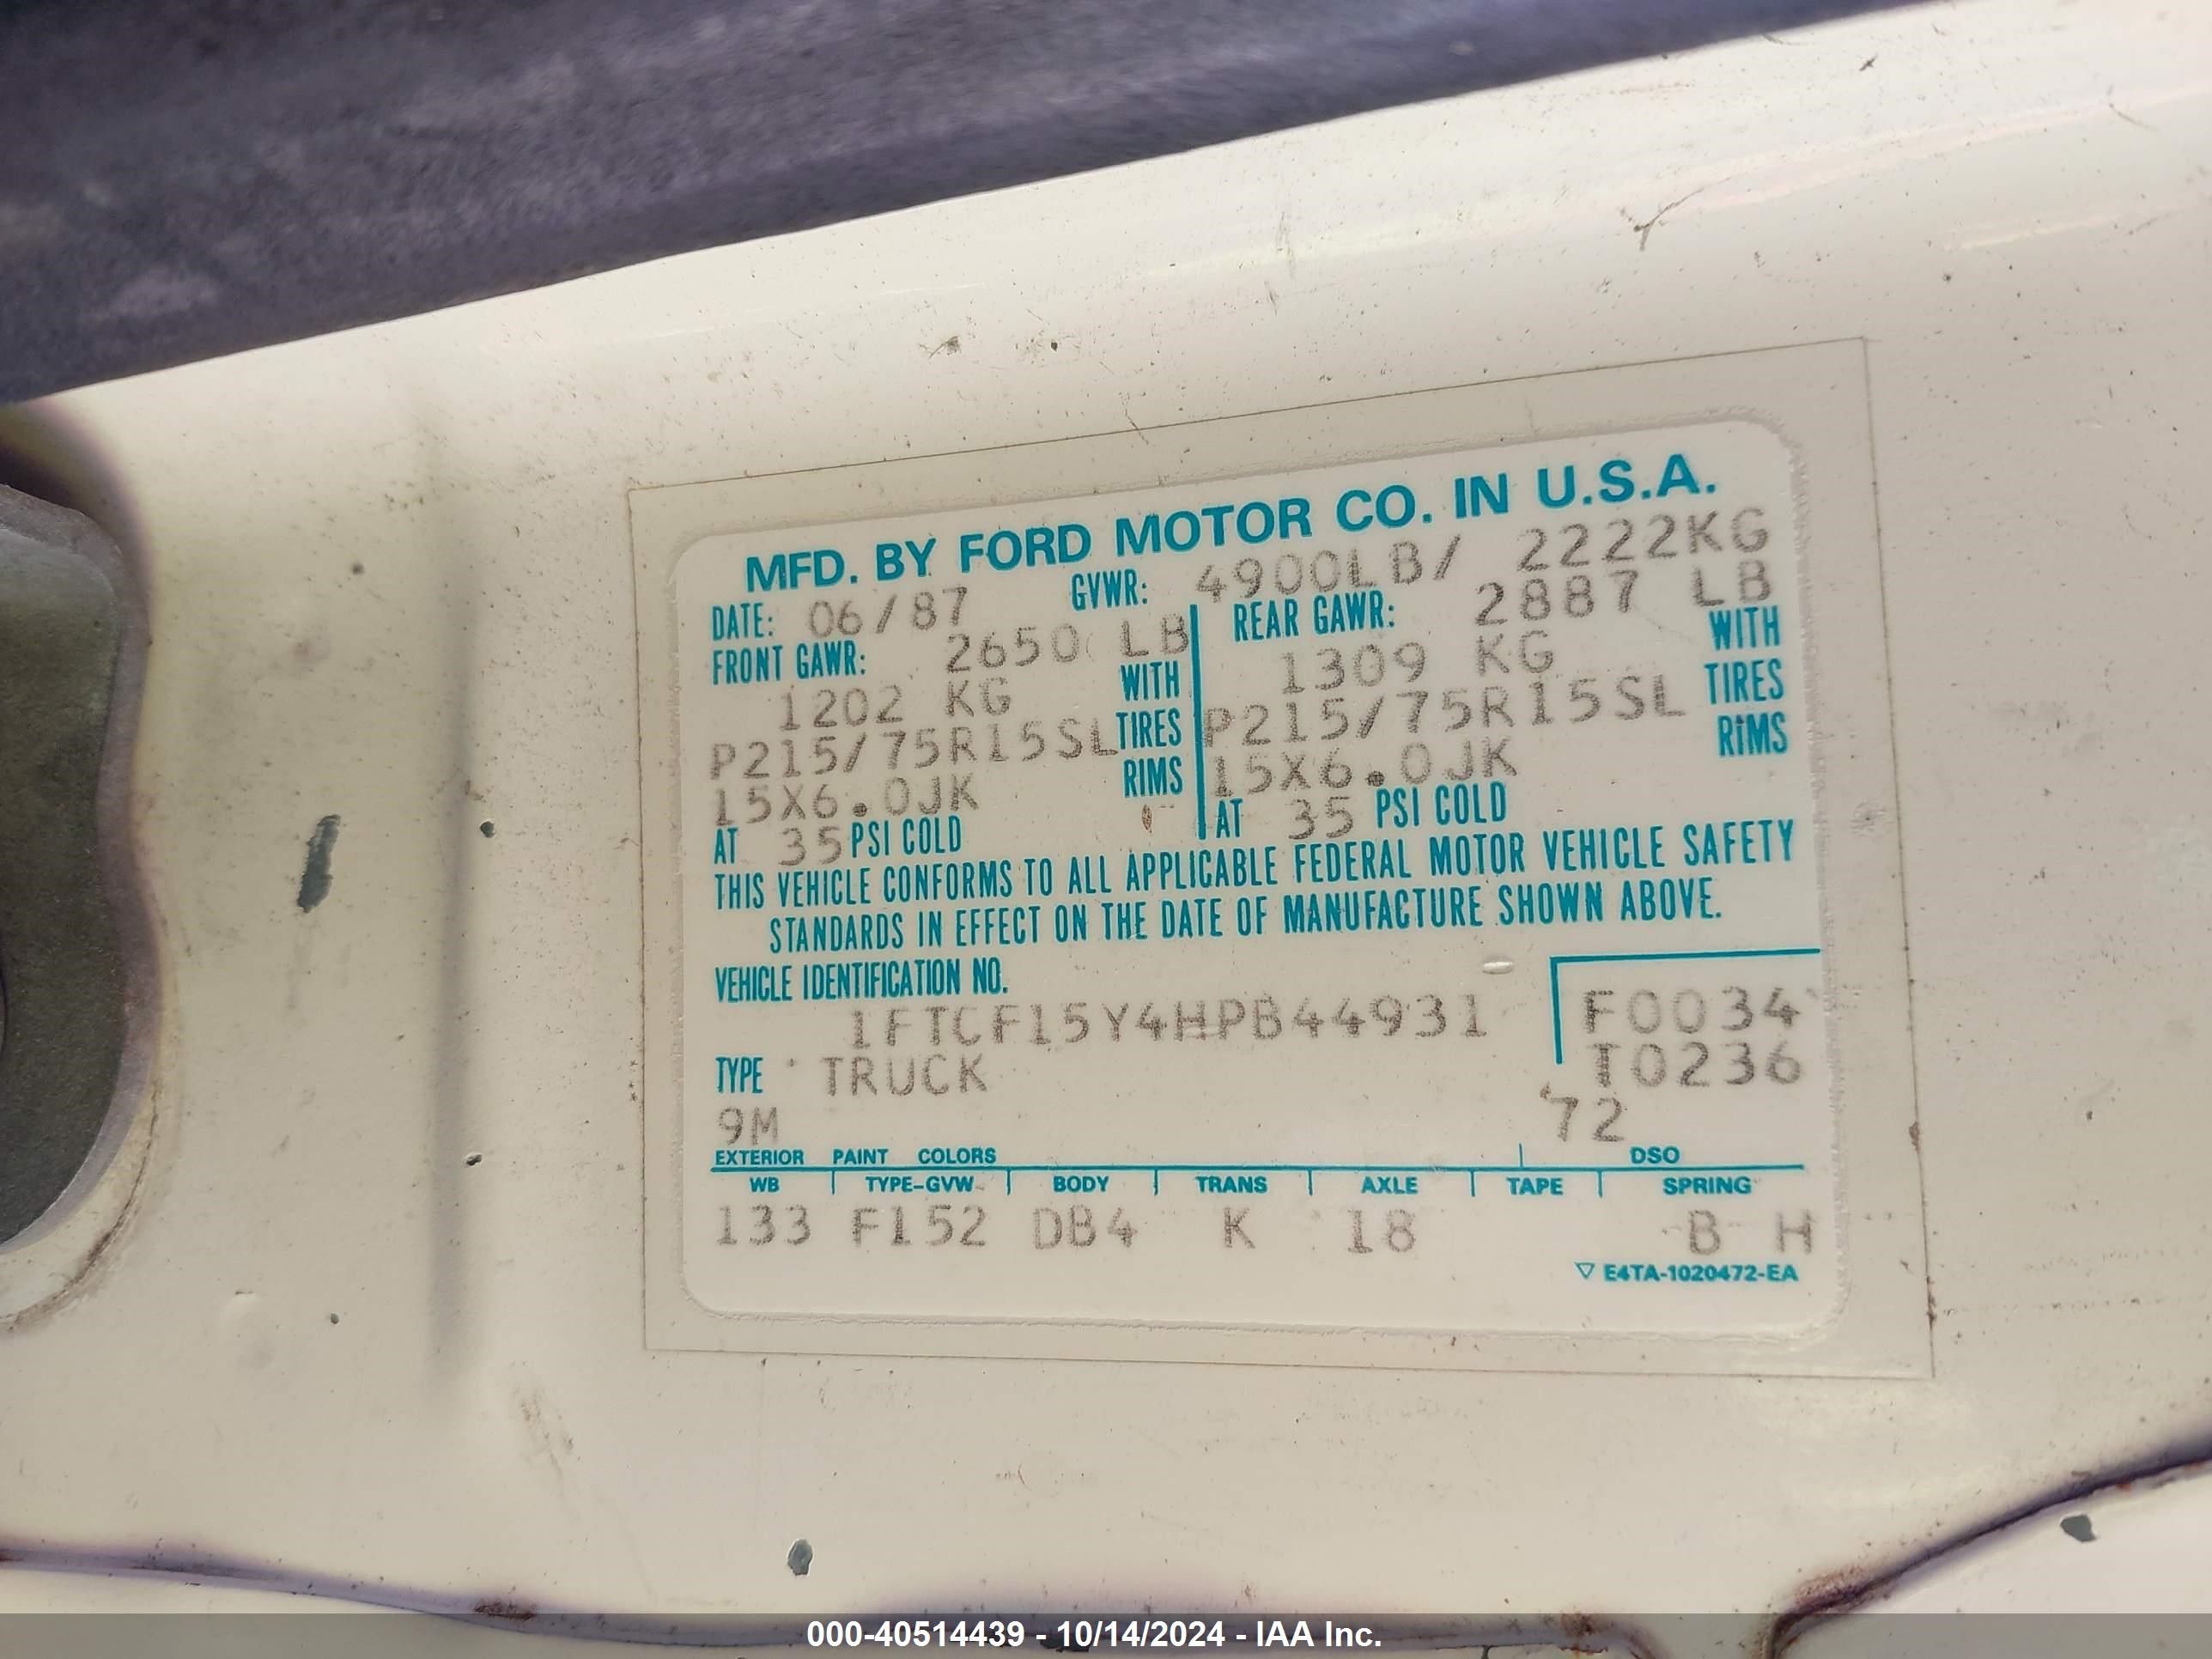 MFD. BY FORD MOTOR CO. IN U.S.A.
DATE: 06/87 GVWR: 4900LB/ 2222KG
FRONT GAWR: 2650 LB REAR GAWR: 2887 LB
1202 KG WITH 1309 KG WITH
P215/75R15SL TIRES P215/75R15SL TIRES
15X6.0JK RIMS 15X6.0JK RIMS
AT 35 PSI COLD AT 35 PSI COLD
THIS VEHICLE CONFORMS TO ALL APPLICABLE FEDERAL MOTOR VEHICLE SAFETY
STANDARDS IN EFFECT ON THE DATE OF MANUFACTURE SHOWN ABOVE.
VEHICLE IDENTIFICATION NO.
1FTCF15Y4HPB44931 F0034
TYPE TRUCK T0236
9M 72
EXTERIOR PAINT COLORS DSO
WB TYPE-GVW BODY TRANS AXLE TAPE SPRING
133 F152 DB4 K 18 B H
E4TA-1020472-EA
000-40514439 - 10/14/2024 - IAA Inc.